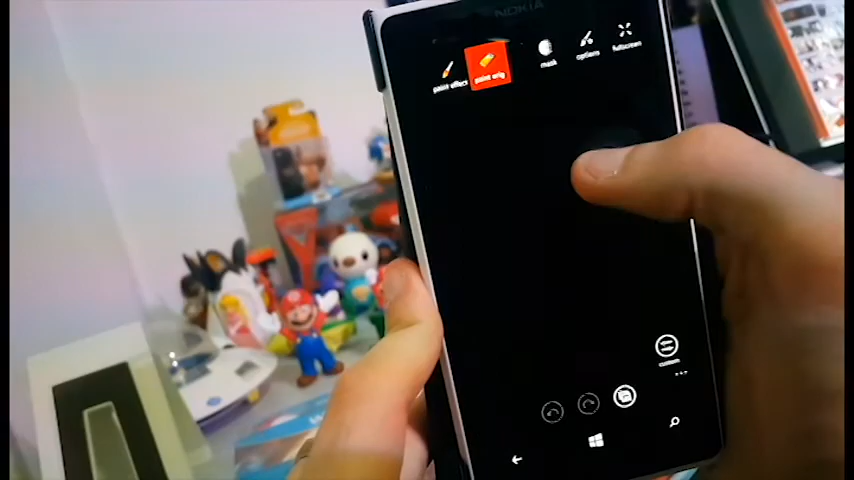 NOKIA
paint effect
paint orig
mask
options
fullscreen
custom